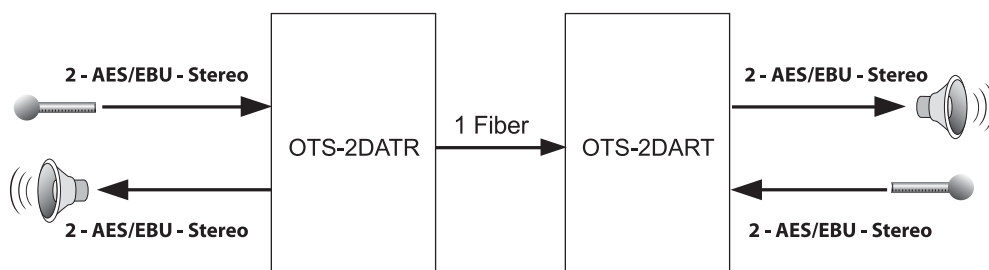 2 - AES/EBU - Stereo
2 - AES/EBU - Stereo
1 Fiber
OTS-2DATR
OTS-2DART
2 - AES/EBU - Stereo
2 - AES/EBU - Stereo